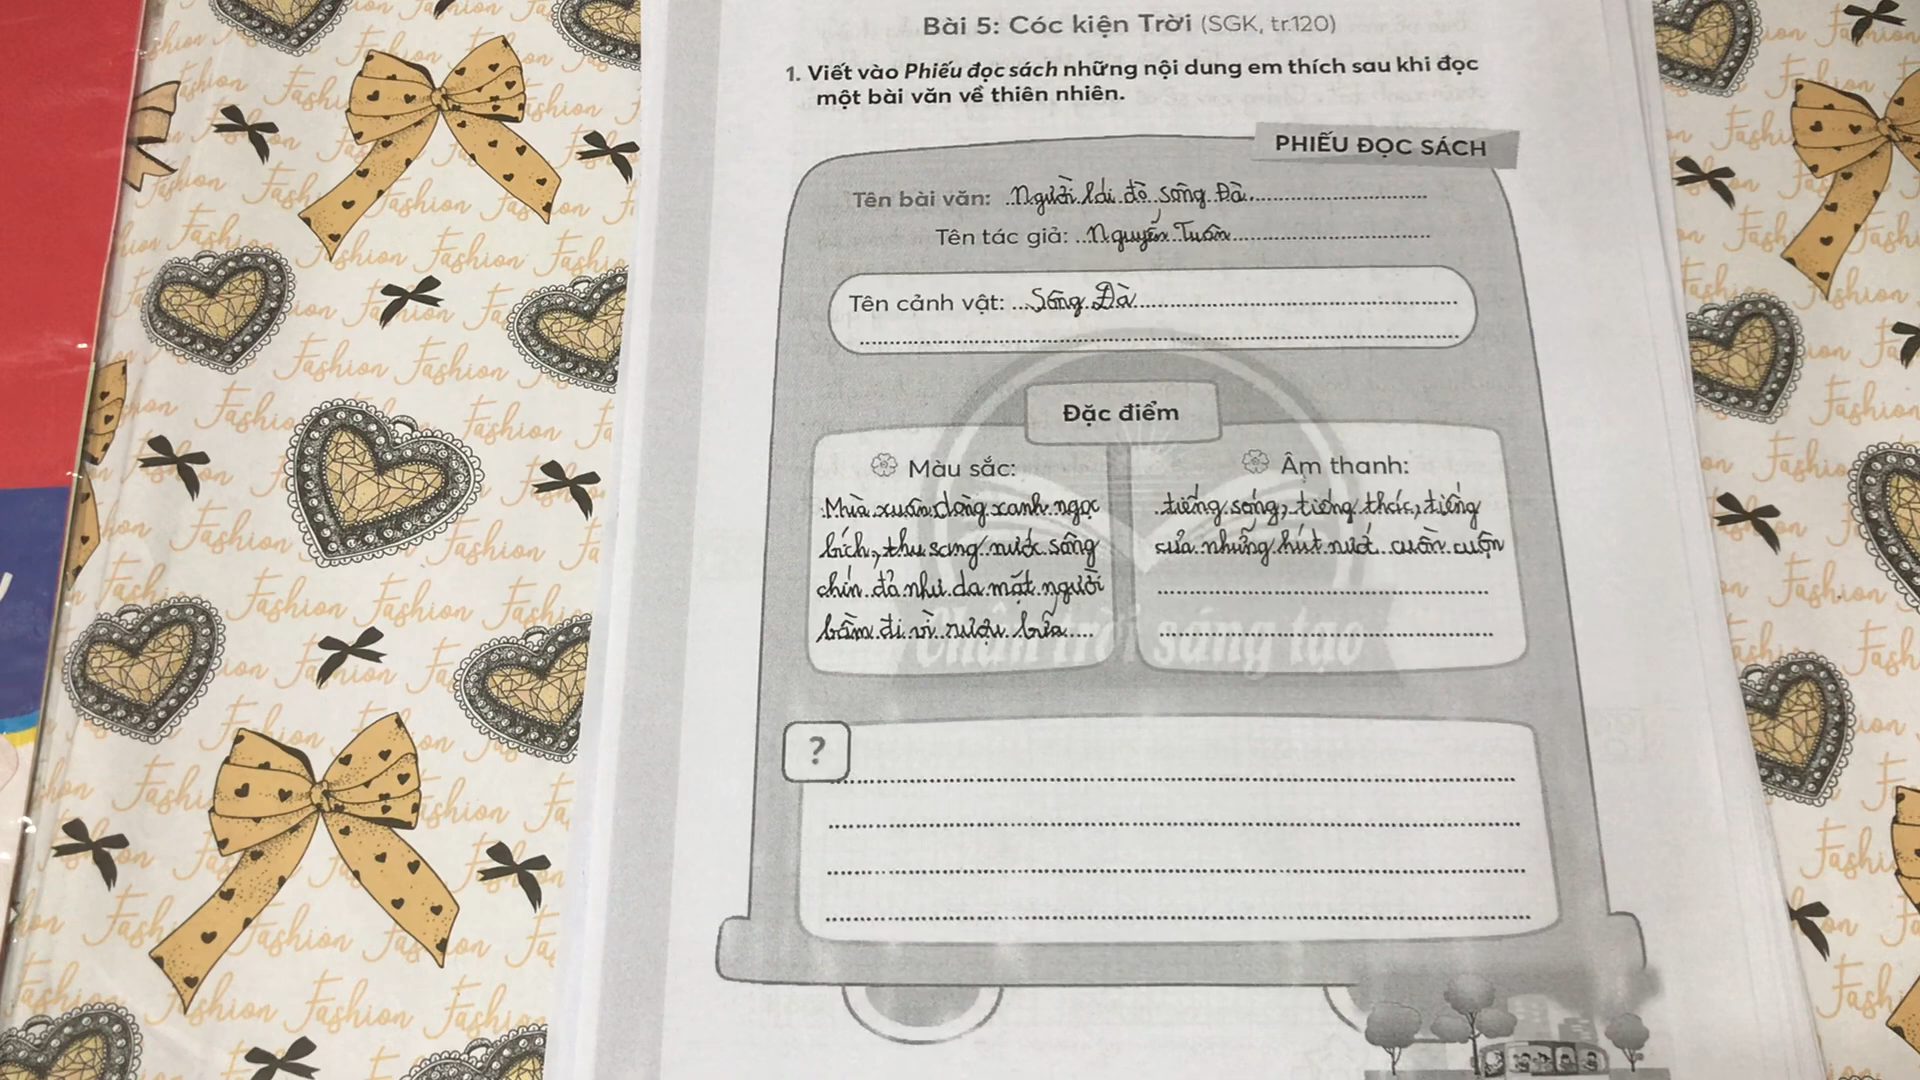 Bài 5: Cóc kiện Trời (SGK, tr.120)
1. Viết vào Phiếu đọc sách những nội dung em thích sau khi đọc
một bài văn về thiên nhiên.
PHIẾU ĐỌC SÁCH
Tên bài văn: Người lái đò sông Đà
Tên tác giả: Nguyễn Tuân
Tên cảnh vật: Sông Đà
Đặc điểm
Màu sắc:
Mùa xuân dòng xanh ngọc
bích, thu sang nước sông
chín đỏ như da mặt người
bầm đi vì rượu bữa
Âm thanh:
tiếng sóng, tiếng thác, tiếng
của những hút nước cuồn cuộn
?
Chân trời sáng tạo
Fashion Fashion Fashion